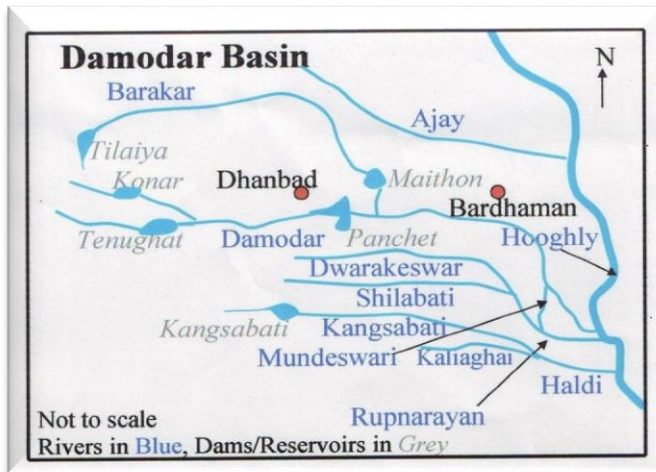 Damodar Basin
N
Barakar
Ajay
Tilaiya
Konar
Dhanbad
Maithon
Bardhaman
Tenughat
Damodar
Panchet
Hooghly
Dwarakeswar
Shilabati
Kangsabati
Kangsabati
Mundeswari
Kaliaghai
Haldi
Rupnarayan
Not to scale
Rivers in Blue, Dams/Reservoirs in Grey